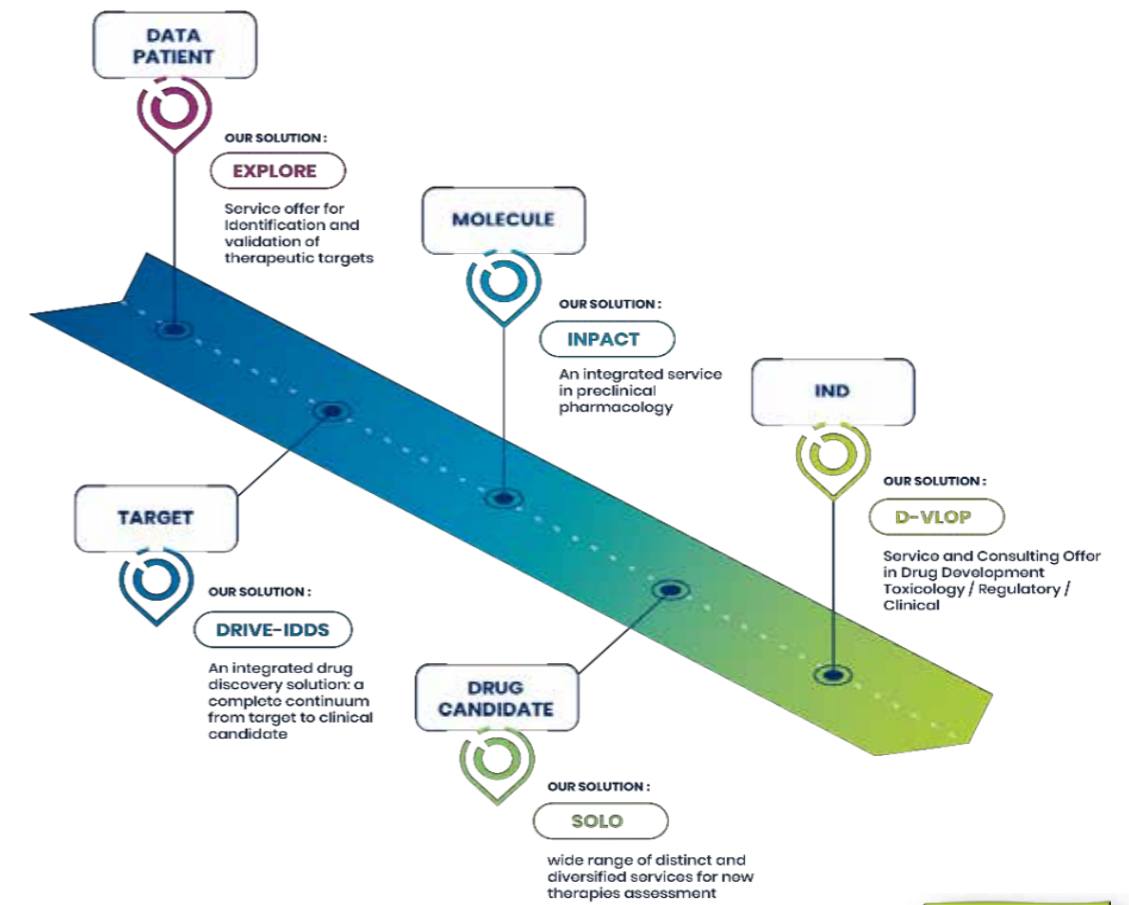 DATA
PATIENT
OUR SOLUTION :
EXPLORE
Service offer for
Identification and
validation of
therapeutic targets
MOLECULE
OUR SOLUTION :
INPACT
An integrated service
in preclinical
pharmacology
IND
OUR SOLUTION :
D-VLOP
Service and Consulting Offer
in Drug Development
Toxicology / Regulatory /
Clinical
TARGET
OUR SOLUTION :
DRIVE-IDDS
An integrated drug
discovery solution: a
complete continuum
from target to clinical
candidate
DRUG
CANDIDATE
OUR SOLUTION :
SOLO
wide range of distinct and
diversified services for new
therapies assessment